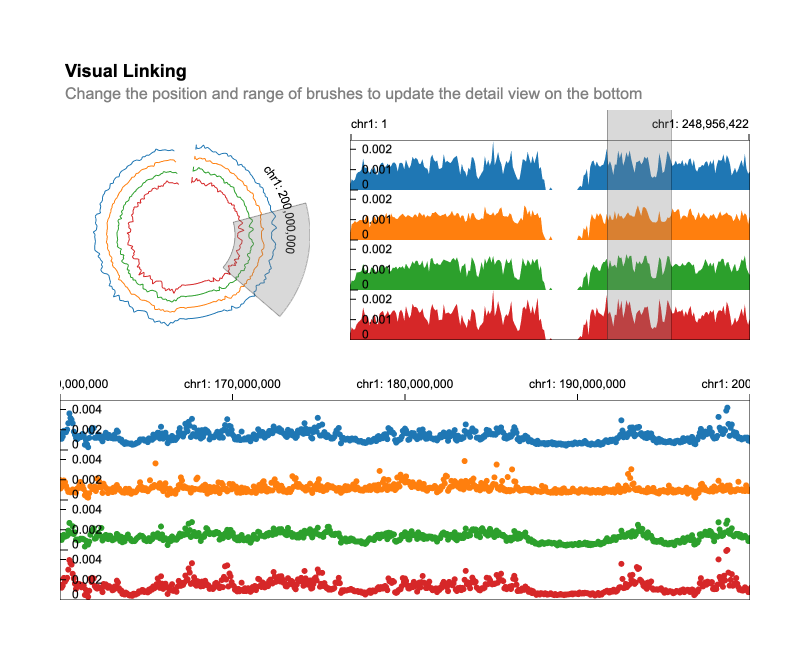 Visual Linking
Change the position and range of brushes to update the detail view on the bottom
chr1: 200,000,000
chr1: 1
chr1: 248,956,422
0.002
0.001
0
0.002
0.001
0
0.002
0.001
0
0.002
0.001
0
),000,000
chr1: 170,000,000
chr1: 180,000,000
chr1: 190,000,000
chr1: 200
0.004
0.002
0
0.004
0.002
0
0.004
0.002
0
0.004
0.002
0